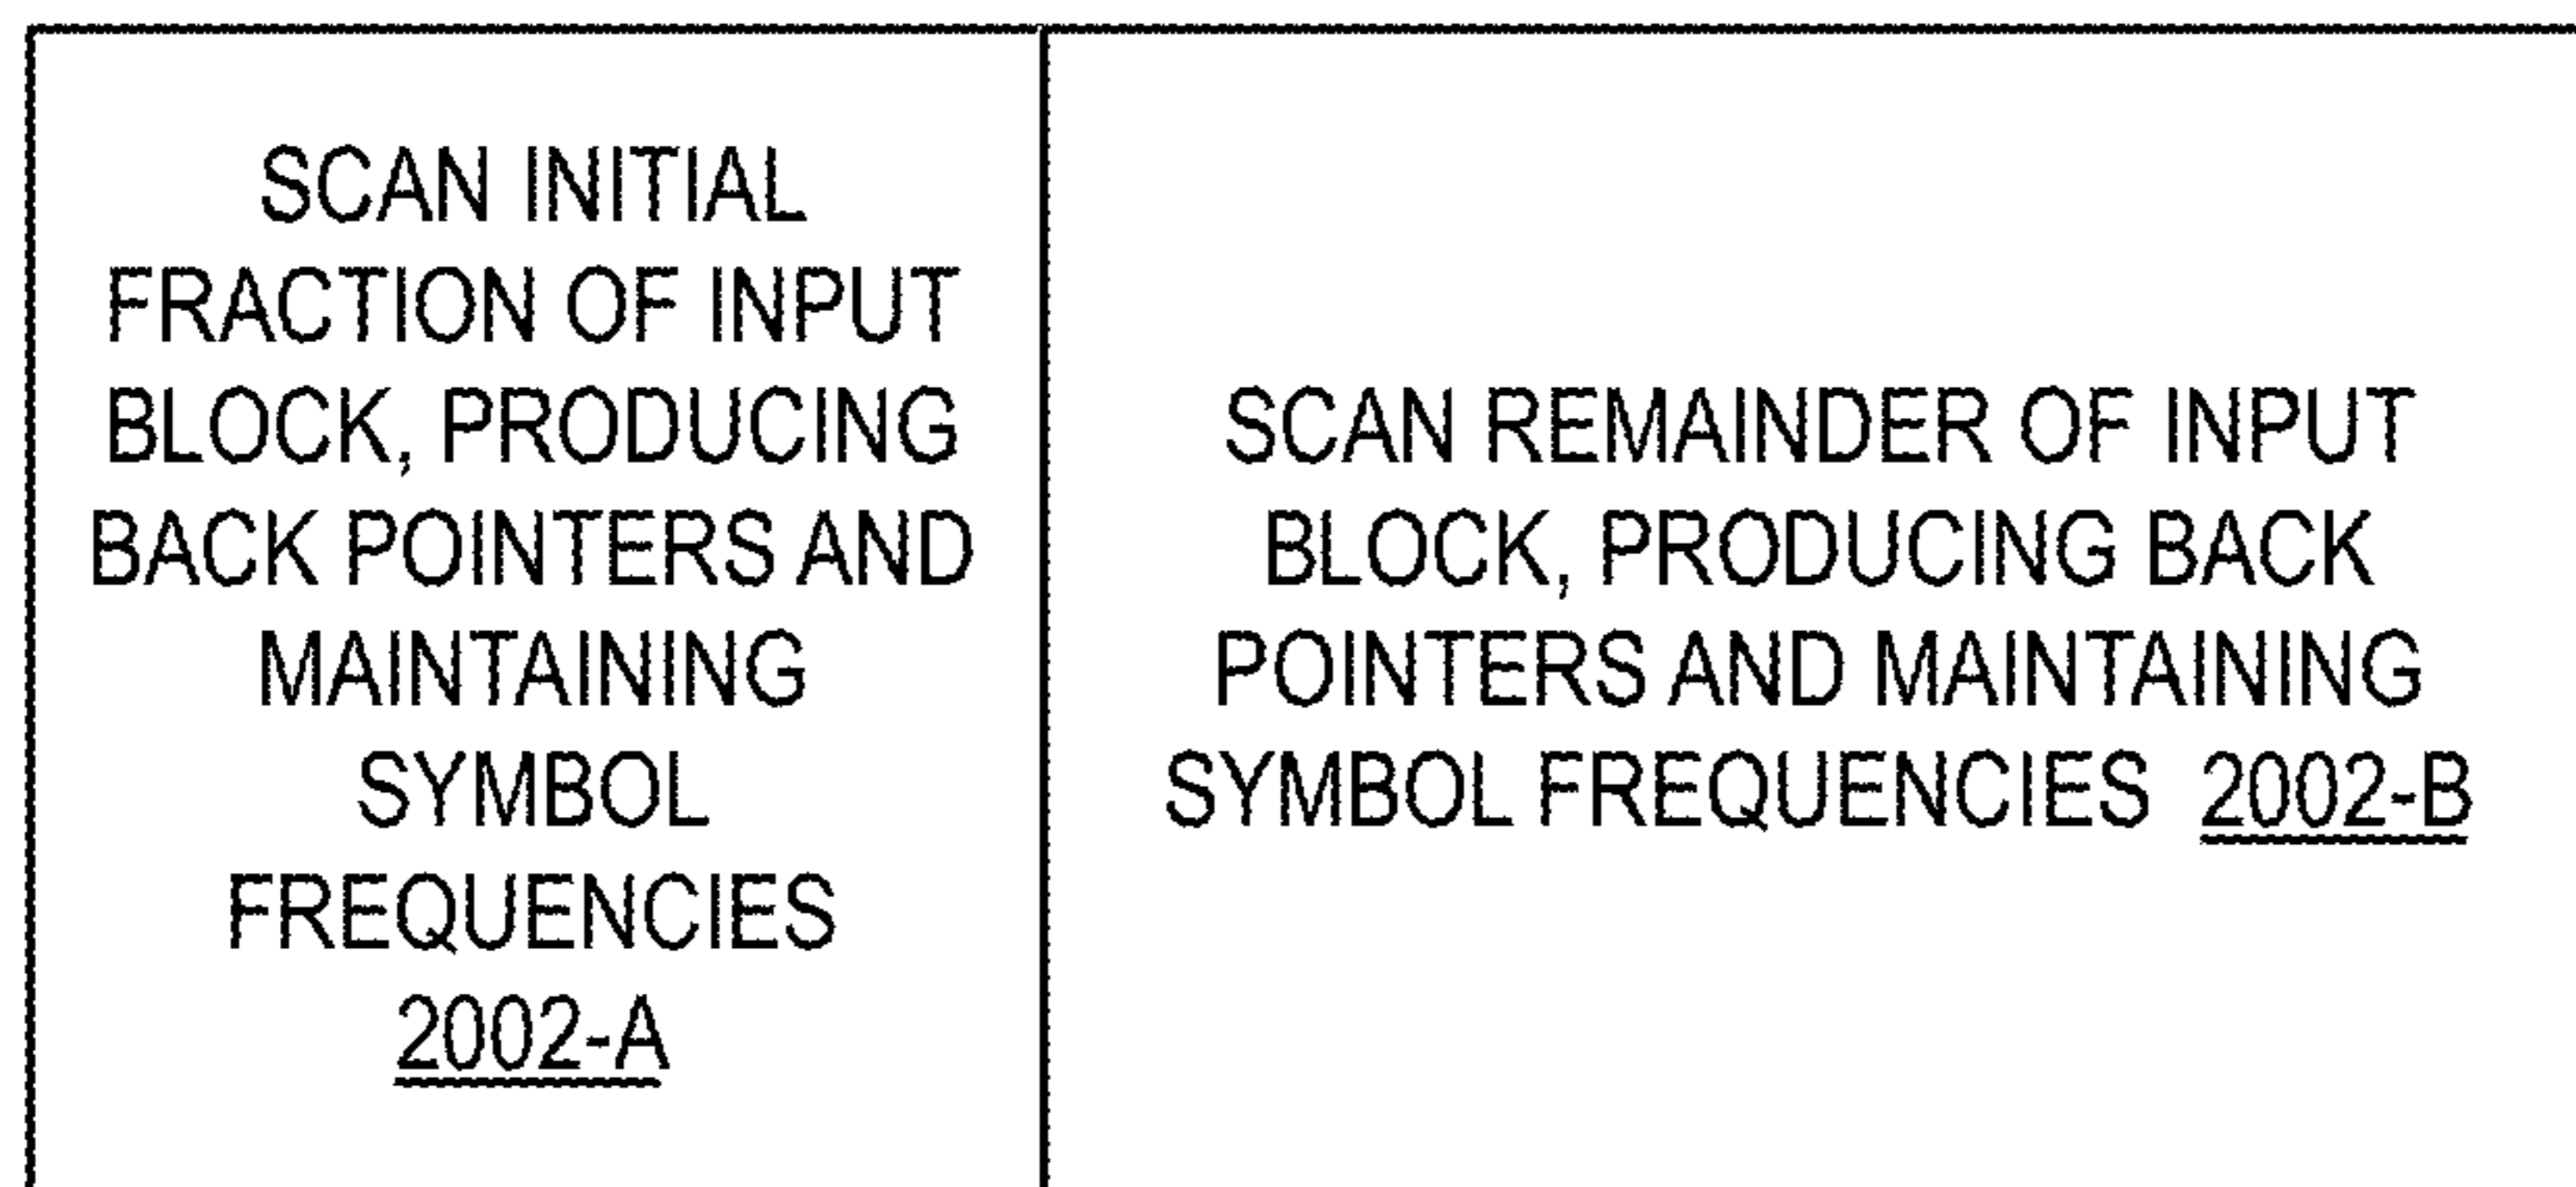 SCAN INITIAL
FRACTION OF INPUT
BLOCK, PRODUCING
BACK POINTERS AND
MAINTAINING
SYMBOL
FREQUENCIES
2002-A
SCAN REMAINDER OF INPUT
BLOCK, PRODUCING BACK
POINTERS AND MAINTAINING
SYMBOL FREQUENCIES 2002-B